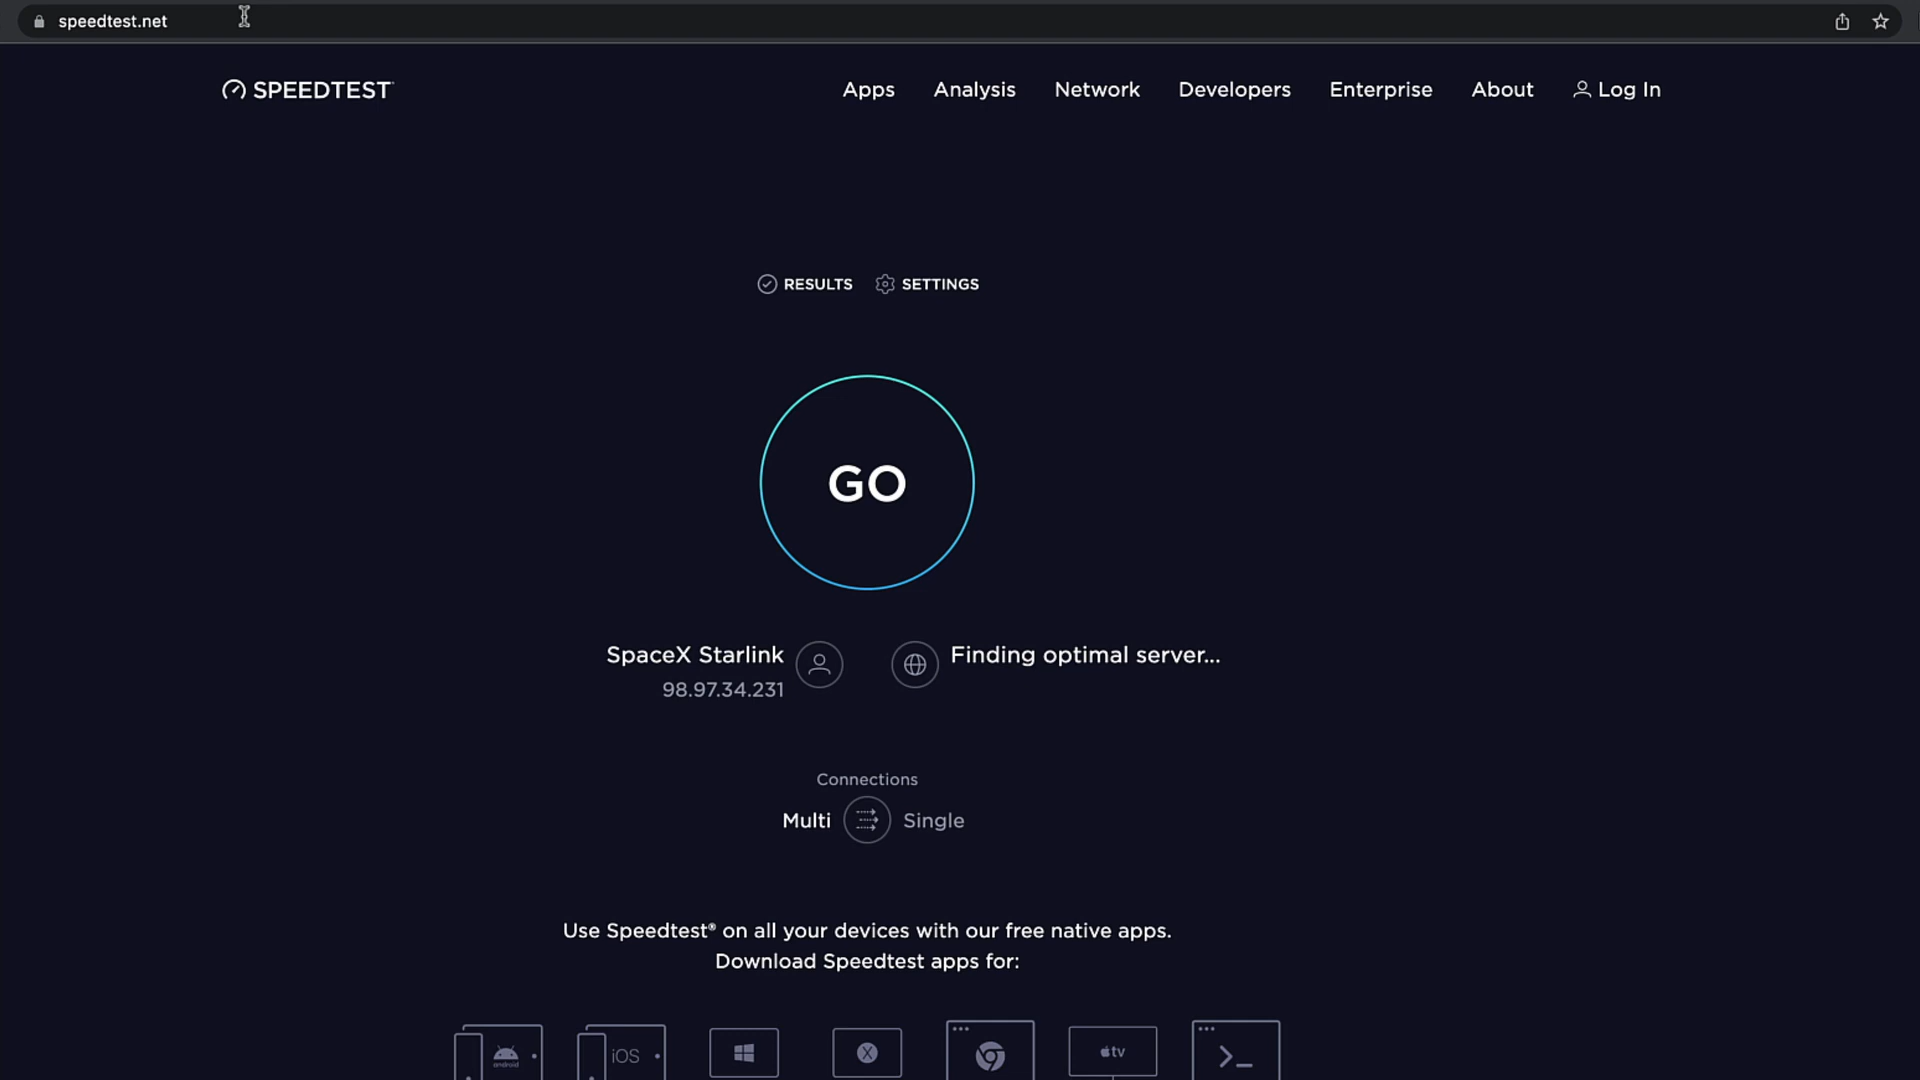 speedtest.net
SPEEDTEST
Apps Analysis Network Developers Enterprise About Log In
RESULTS SETTINGS
GO
SpaceX Starlink
98.97.34.231
Finding optimal server...
Connections
Multi Single
Use Speedtest® on all your devices with our free native apps.
Download Speedtest apps for:
android iOS X tv >_